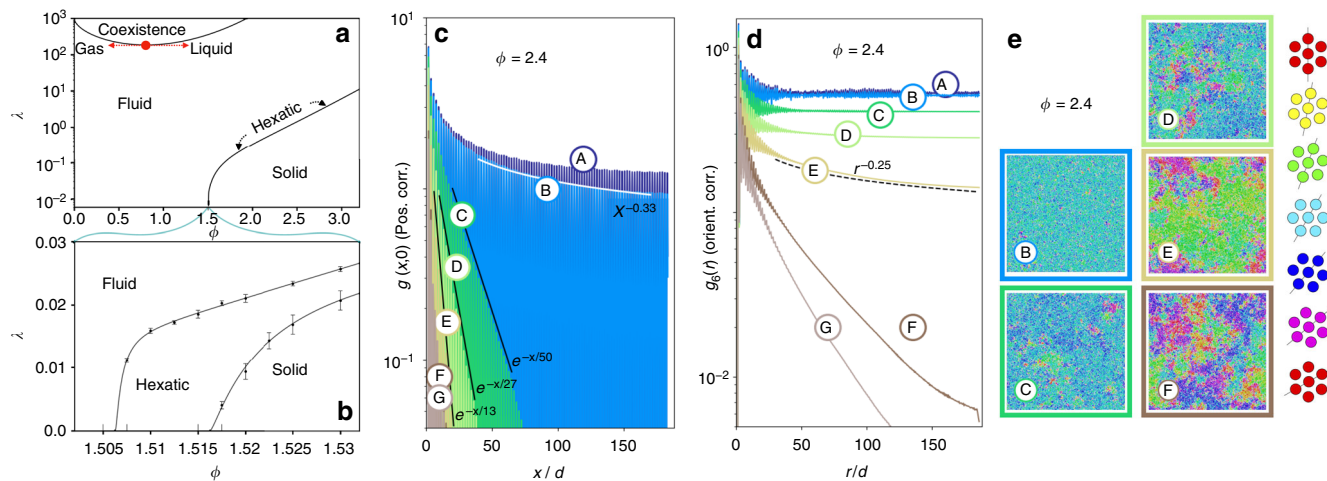 a
10³
10²
10¹
10⁰
10⁻¹
10⁻²
λ
Coexistence
Gas
Liquid
Fluid
Hexatic
Solid
0
0.5
1.0
1.5
2.0
2.5
3.0
ϕ
b
0.03
0.02
0.01
0.0
λ
Fluid
Hexatic
Solid
1.505
1.51
1.515
1.52
1.525
1.53
ϕ
c
10¹
10⁻¹
g (x,0) (Pos. corr.)
ϕ = 2.4
A
B
X⁻⁰·³³
C
D
E
F
G
e⁻ˣ/⁵⁰
e⁻ˣ/²⁷
e⁻ˣ/¹³
0
50
100
150
x / d
d
10⁰
10⁻¹
10⁻²
g₆(r) (orient. corr.)
ϕ = 2.4
A
B
C
D
E
r⁻⁰·²⁵
G
F
0
50
100
150
r/d
e
ϕ = 2.4
D
B
E
C
F